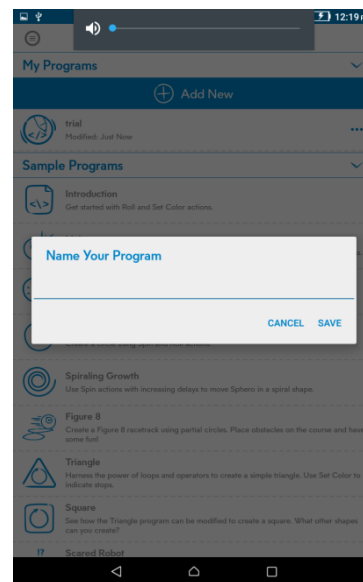 12:19
My Programs
Add New
trial
Modified: Just Now
Sample Programs
Introduction
Get started with Roll and Set Color actions.
Name Your Program
CANCEL SAVE
Spiraling Growth
Use Spin actions with increasing delays to move Sphero in a spiral shape.
Figure 8
Create a Figure 8 racetrack using partial circles. Place obstacles on the course and have
some fun!
Triangle
Harness the power of loops and operators to create a simple triangle. Use Set Color to
indicate stops.
Square
See how the Triangle program can be modified to create a square. What other shapes
can you create?
!?
Scared Robot